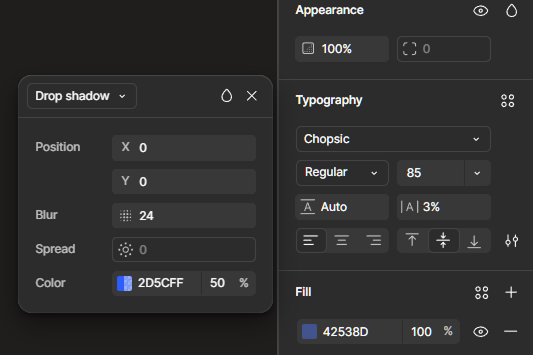 Appearance
100%
0
Drop shadow
Position
X 0
Y 0
Blur
24
Spread
0
Color
2D5CFF
50 %
Typography
Chopsic
Regular
85
Auto
3%
Fill
42538D
100 %